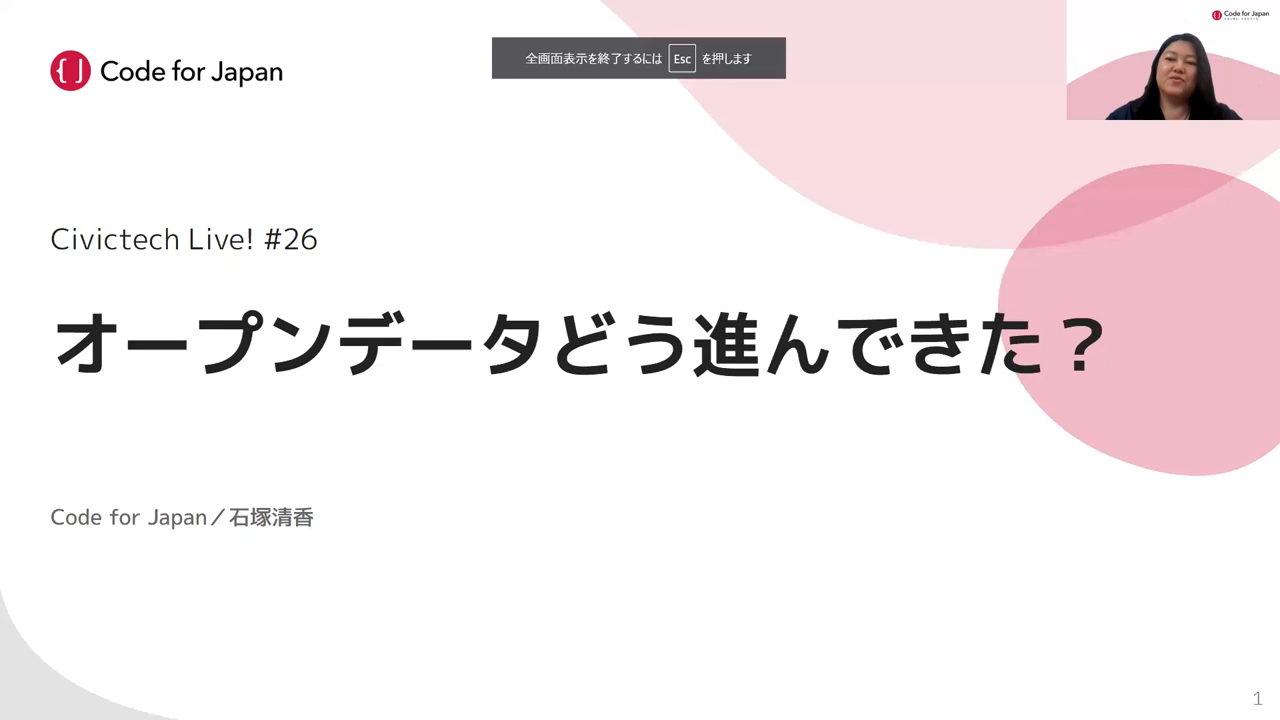 Code for Japan
全画面表示を終了するには Esc を押します
Code for Japan
Civictech Live! #26
オープンデータどう進んできた？
Code for Japan／石塚清香
1